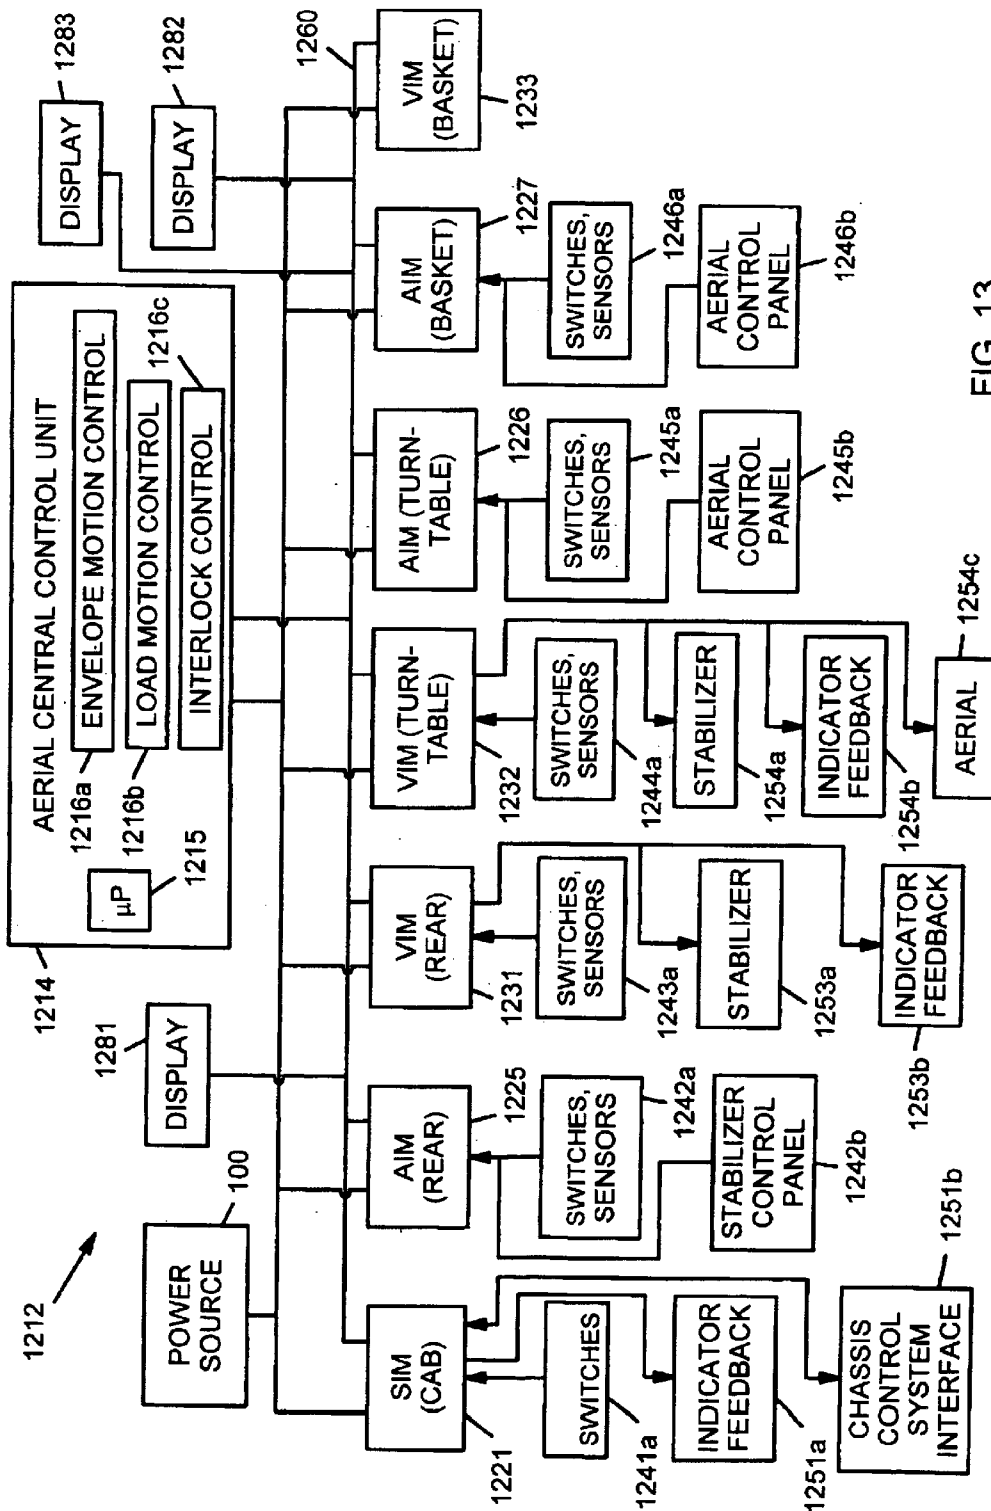 1212
POWER
SOURCE
100
DISPLAY
1281
1214
AERIAL CENTRAL CONTROL UNIT
µP
1215
1216a
ENVELOPE MOTION CONTROL
1216b
LOAD MOTION CONTROL
1216c
INTERLOCK CONTROL
DISPLAY
1283
DISPLAY
1282
1260
SIM
(CAB)
1221
AIM
(REAR)
1225
VIM
(REAR)
1231
VIM (TURN-
TABLE)
1232
AIM (TURN-
TABLE)
1226
AIM
(BASKET)
1227
VIM
(BASKET)
1233
SWITCHES
1241a
SWITCHES,
SENSORS
1242a
SWITCHES,
SENSORS
1243a
SWITCHES,
SENSORS
1244a
SWITCHES,
SENSORS
1245a
SWITCHES,
SENSORS
1246a
INDICATOR
FEEDBACK
1251a
STABILIZER
CONTROL
PANEL
1242b
STABILIZER
1253a
STABILIZER
1254a
AERIAL
CONTROL
PANEL
1245b
AERIAL
CONTROL
PANEL
1246b
CHASSIS
CONTROL
SYSTEM
INTERFACE
1251b
INDICATOR
FEEDBACK
1253b
INDICATOR
FEEDBACK
1254b
AERIAL
1254c
FIG. 13